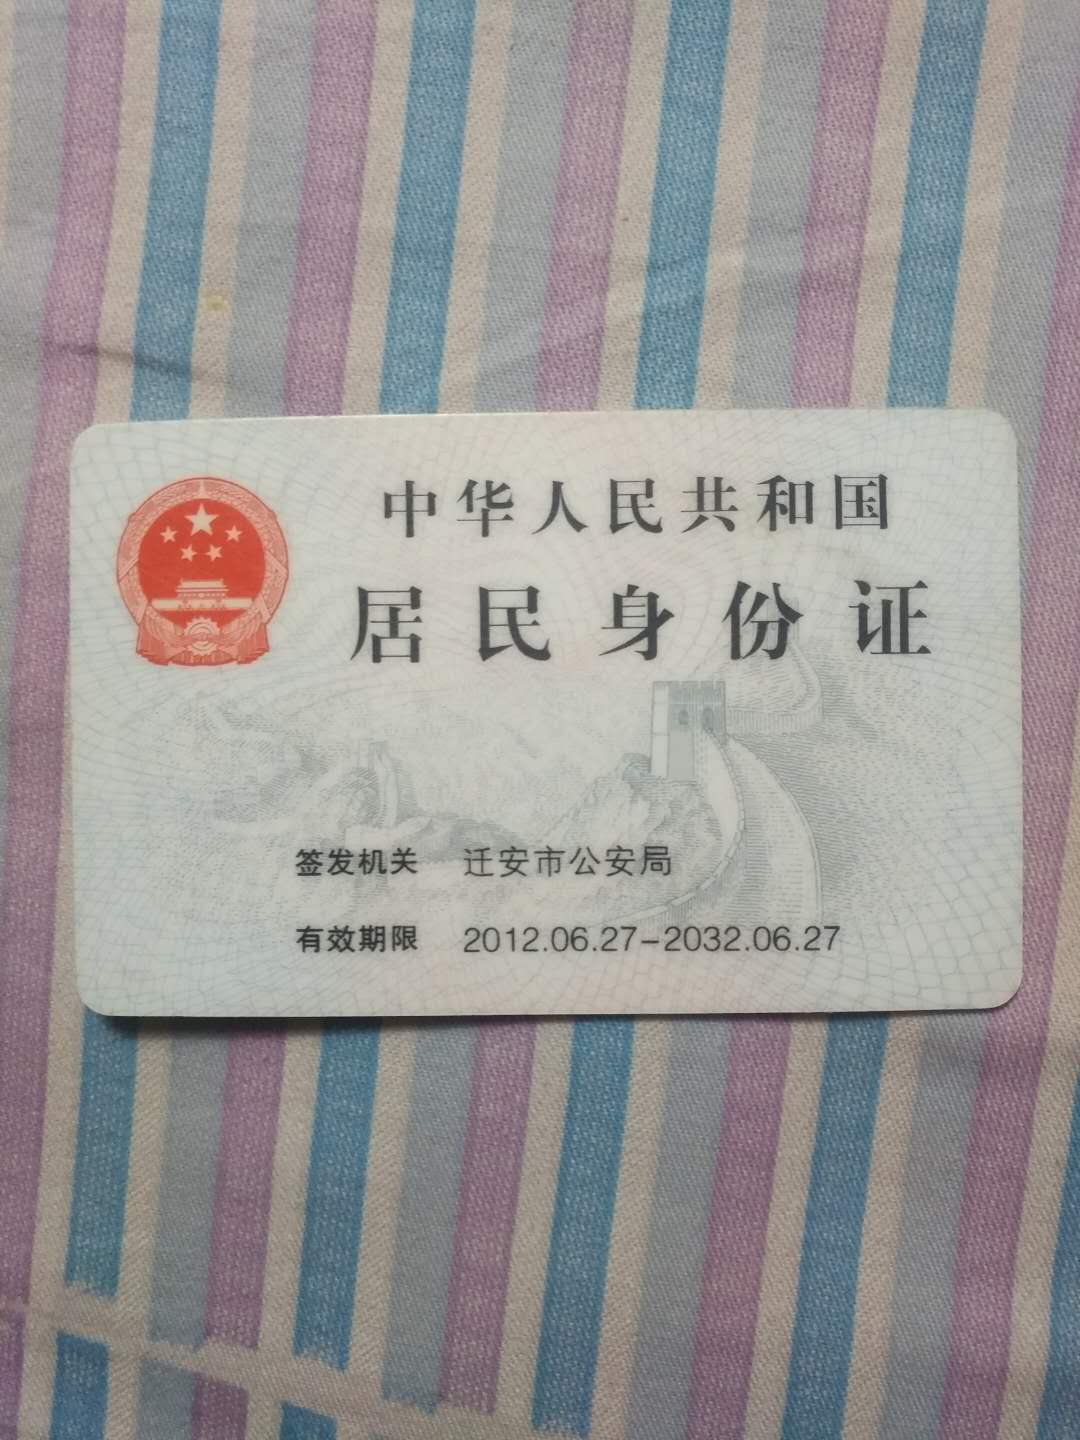 中华人民共和国
居民身份证
签发机关 迁安市公安局
有效期限 2012.06.27-2032.06.27